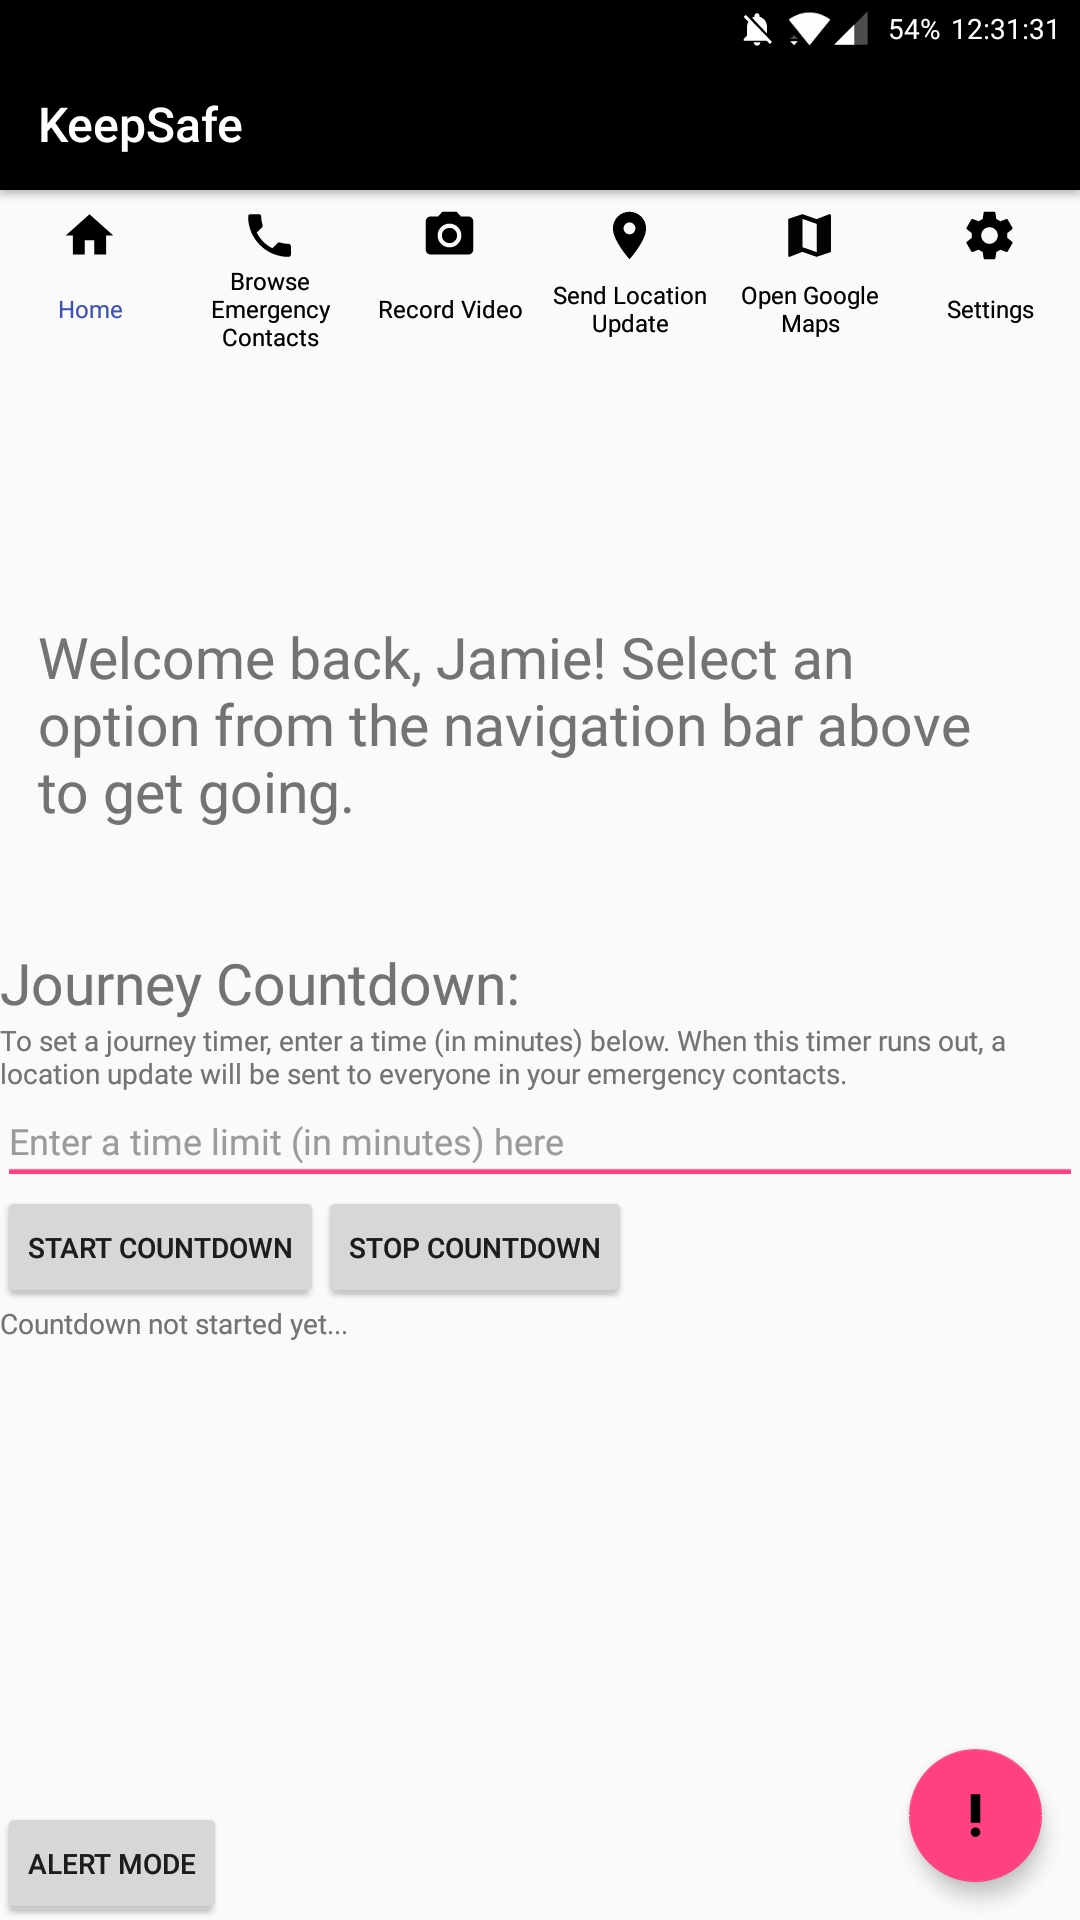 54% 12:31:31
KeepSafe
Home
Browse
Emergency
Contacts
Record Video
Send Location
Update
Open Google
Maps
Settings
Welcome back, Jamie! Select an
option from the navigation bar above
to get going.
Journey Countdown:
To set a journey timer, enter a time (in minutes) below. When this timer runs out, a
location update will be sent to everyone in your emergency contacts.
Enter a time limit (in minutes) here
START COUNTDOWN
STOP COUNTDOWN
Countdown not started yet...
!
ALERT MODE